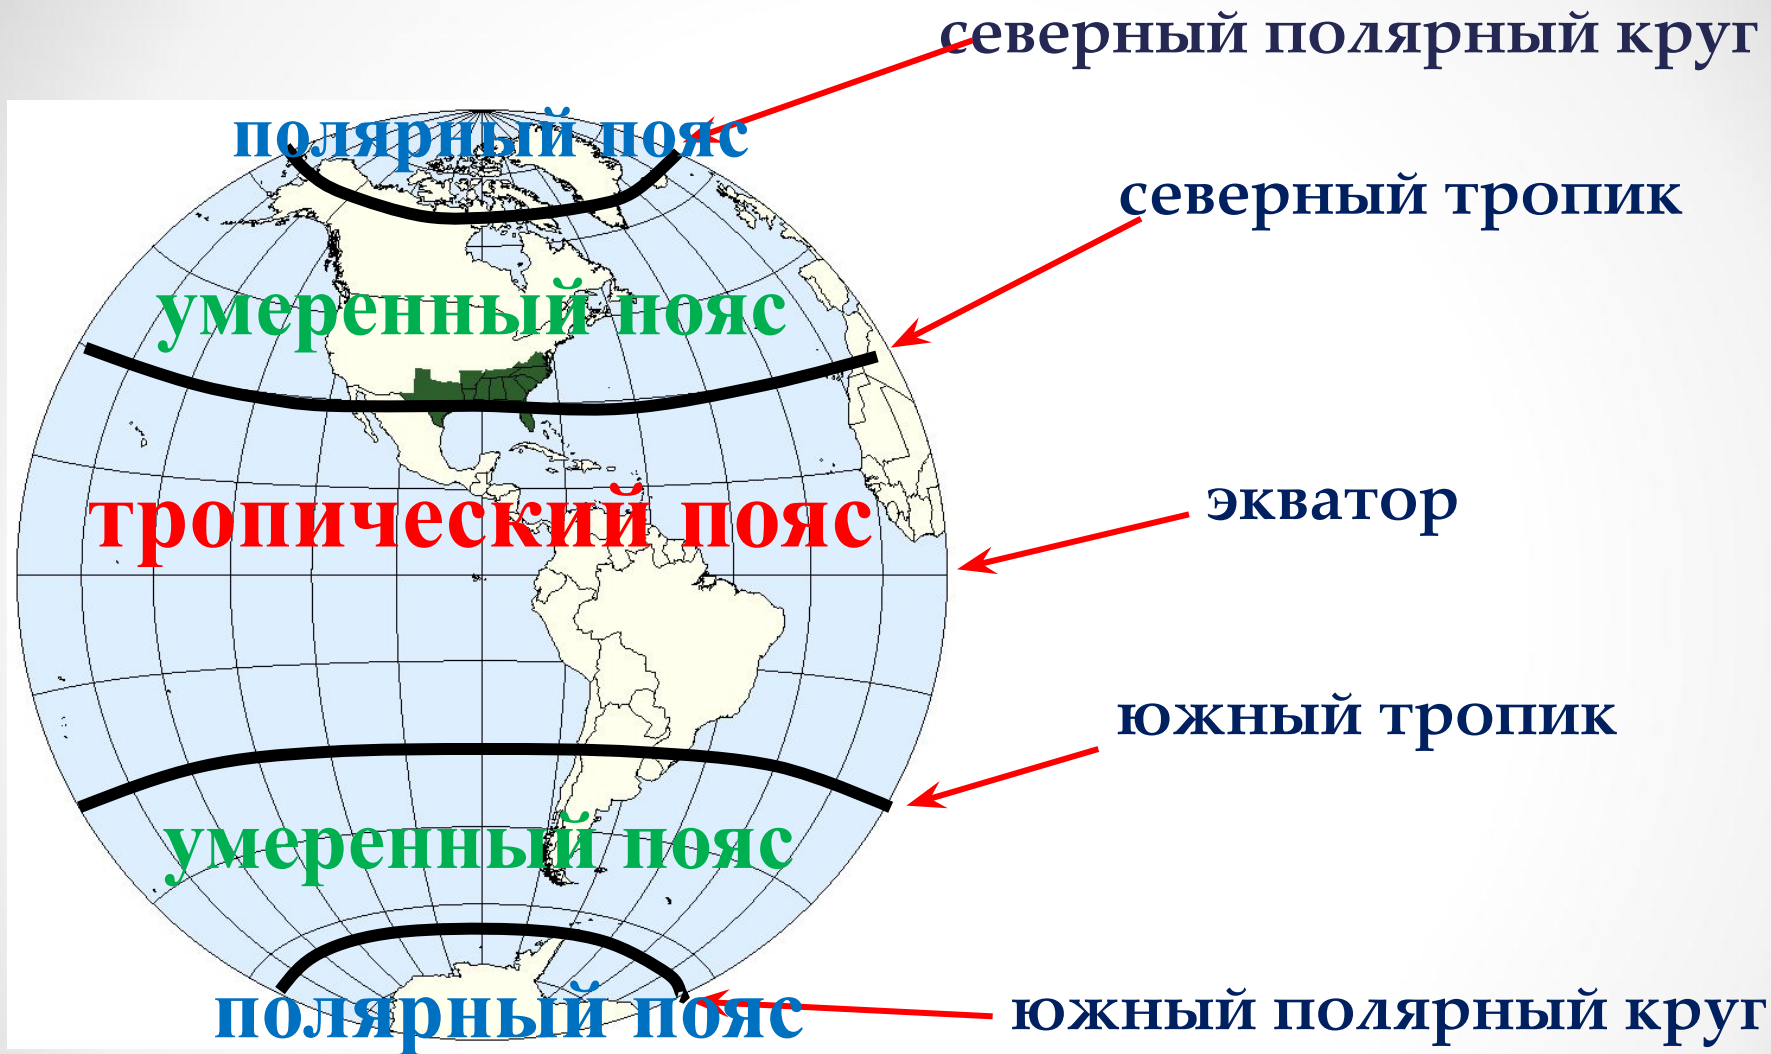 северный полярный круг
полярный пояс
северный тропик
умеренный пояс
экватор
тропический пояс
южный тропик
умеренный пояс
южный полярный круг
полярный пояс